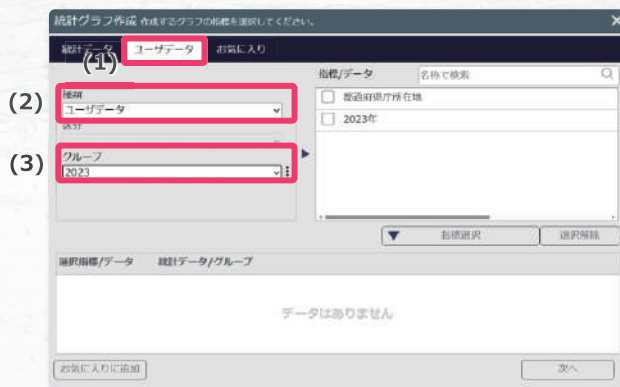 統計グラフ作成 作成するグラフの指標を選択してください。
統計データ ユーザデータ お気に入り
(1)
指標/データ 名称で検索
(2)
種類
ユーザデータ
都道府県庁所在地
区分
2023年
(3)
グループ
2023
指標選択 選択解除
選択指標/データ 統計データ/グループ
データはありません
お気に入りに追加 次へ